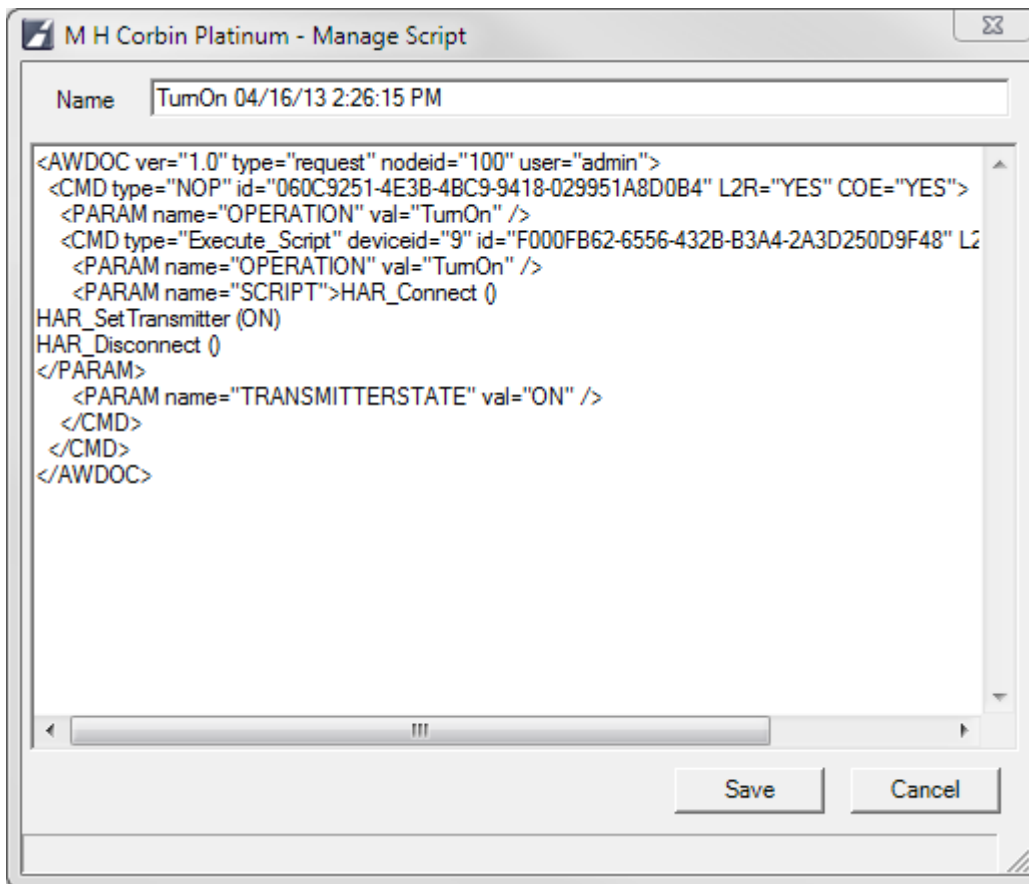 M H Corbin Platinum - Manage Script
Name
TurnOn 04/16/13 2:26:15 PM
<AWDOC ver="1.0" type="request" nodeid="100" user="admin">
<CMD type="NOP" id="060C9251-4E3B-4BC9-9418-029951A8D0B4" L2R="YES" COE="YES">
<PARAM name="OPERATION" val="TurnOn" />
<CMD type="Execute_Script" deviceid="9" id="F000FB62-6556-432B-B3A4-2A3D250D9F48" L2
<PARAM name="OPERATION" val="TurnOn" />
<PARAM name="SCRIPT">HAR_Connect ()
HAR_SetTransmitter (ON)
HAR_Disconnect ()
</PARAM>
<PARAM name="TRANSMITTERSTATE" val="ON" />
</CMD>
</CMD>
</AWDOC>
Save
Cancel